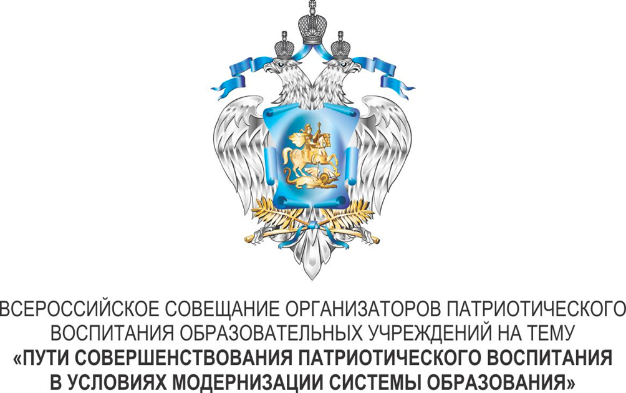 ВСЕРОССИЙСКОЕ СОВЕЩАНИЕ ОРГАНИЗАТОРОВ ПАТРИОТИЧЕСКОГО
ВОСПИТАНИЯ ОБРАЗОВАТЕЛЬНЫХ УЧРЕЖДЕНИЙ НА ТЕМУ
«ПУТИ СОВЕРШЕНСТВОВАНИЯ ПАТРИОТИЧЕСКОГО ВОСПИТАНИЯ
В УСЛОВИЯХ МОДЕРНИЗАЦИИ СИСТЕМЫ ОБРАЗОВАНИЯ»